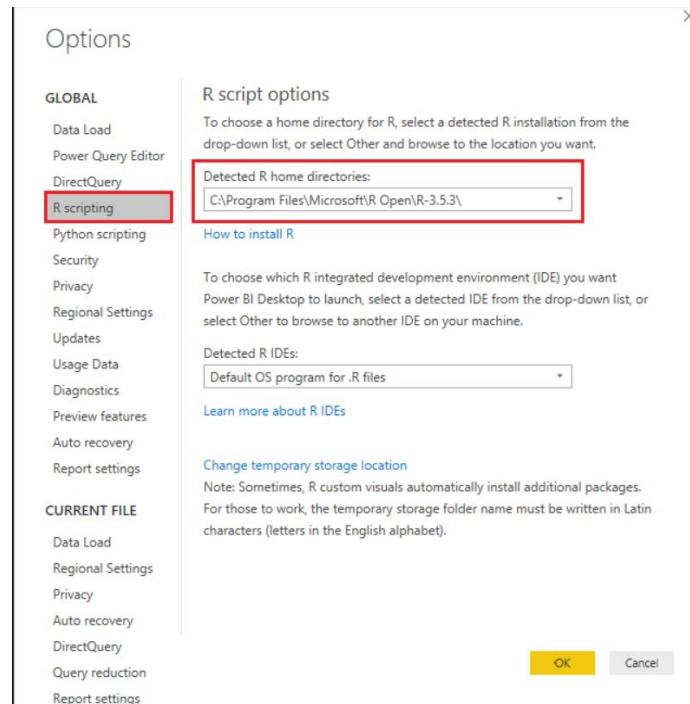 Options
GLOBAL
Data Load
Power Query Editor
DirectQuery
R scripting
Python scripting
Security
Privacy
Regional Settings
Updates
Usage Data
Diagnostics
Preview features
Auto recovery
Report settings
CURRENT FILE
Data Load
Regional Settings
Privacy
Auto recovery
DirectQuery
Query reduction
Report settings
R script options
To choose a home directory for R, select a detected R installation from the
drop-down list, or select Other and browse to the location you want.
Detected R home directories:
C:\Program Files\Microsoft\R Open\R-3.5.3\
How to install R
To choose which R integrated development environment (IDE) you want
Power BI Desktop to launch, select a detected IDE from the drop-down list, or
select Other to browse to another IDE on your machine.
Detected R IDEs:
Default OS program for .R files
Learn more about R IDEs
Change temporary storage location
Note: Sometimes, R custom visuals automatically install additional packages.
For those to work, the temporary storage folder name must be written in Latin
characters (letters in the English alphabet).
OK
Cancel